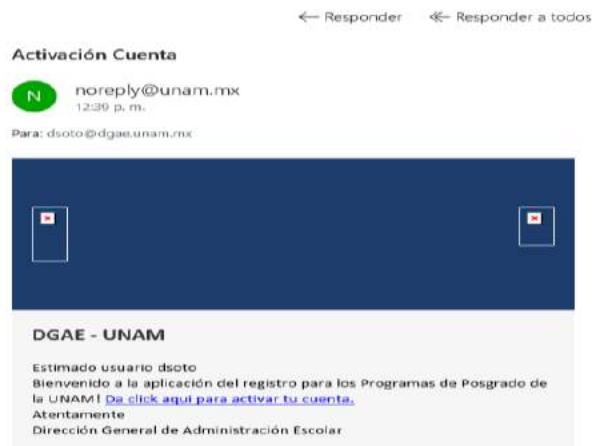 Responder Responder a todos
Activación Cuenta
N
noreply@unam.mx
12:39 p. m.
Para: dsoto@dgae.unam.mx
DGAE - UNAM
Estimado usuario dsoto
Bienvenido a la aplicación del registro para los Programas de Posgrado de
la UNAM! Da click aqui para activar tu cuenta.
Atentamente
Dirección General de Administración Escolar